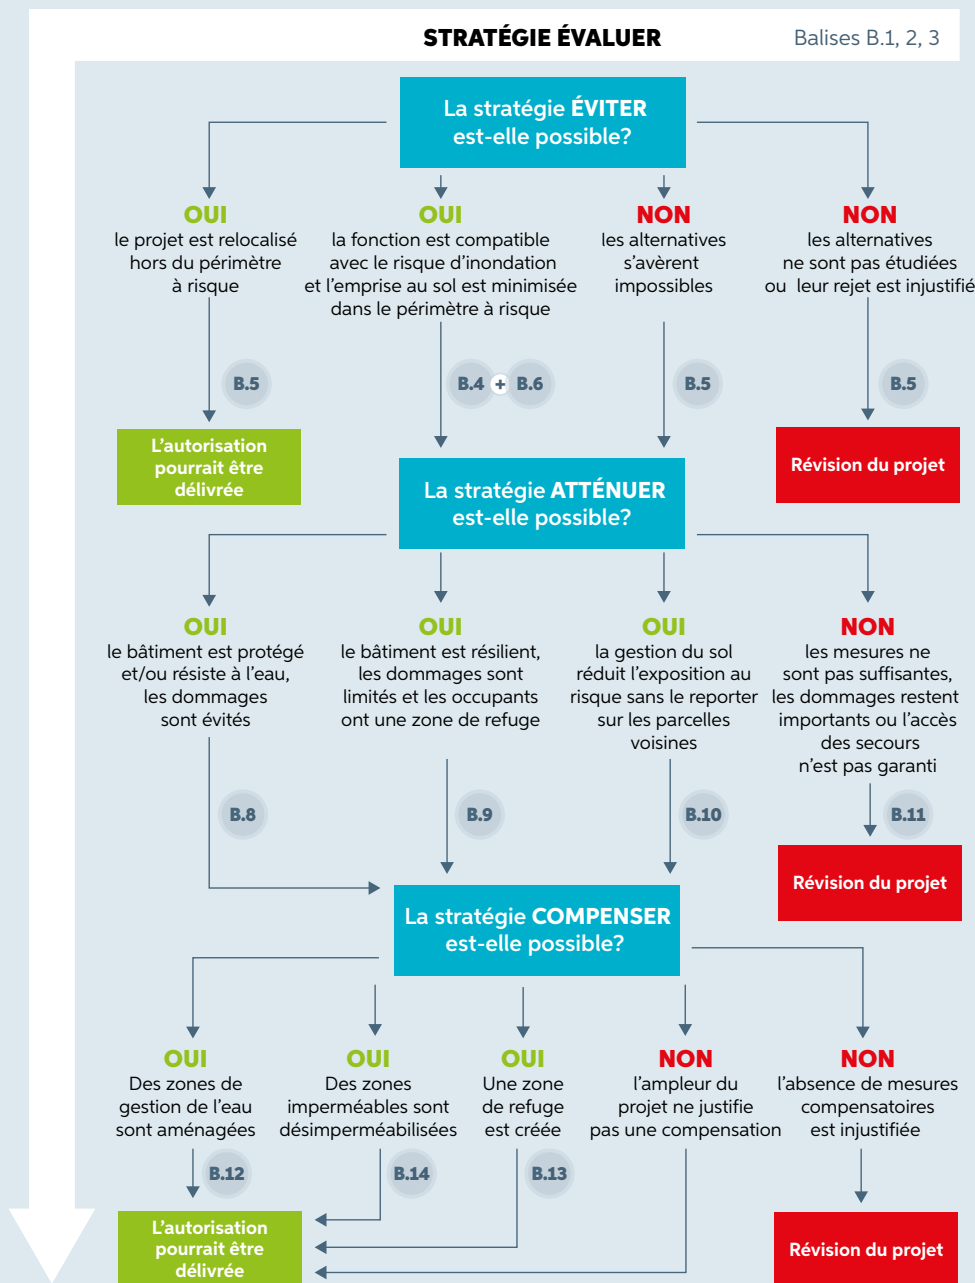 STRATÉGIE ÉVALUER
Balises B.1, 2, 3
La stratégie ÉVITER
est-elle possible?
OUI
le projet est relocalisé
hors du périmètre
à risque
OUI
la fonction est compatible
avec le risque d'inondation
et l'emprise au sol est minimisée
dans le périmètre à risque
NON
les alternatives
s'avèrent
impossibles
NON
les alternatives
ne sont pas étudiées
ou leur rejet est injustifié
B.5
B.4 + B.6
B.5
B.5
L'autorisation
pourrait être
délivrée
Révision du projet
La stratégie ATTÉNUER
est-elle possible?
OUI
le bâtiment est protégé
et/ou résiste à l'eau,
les dommages
sont évités
OUI
le bâtiment est résilient,
les dommages sont
limités et les occupants
ont une zone de refuge
OUI
la gestion du sol
réduit l'exposition au
risque sans le reporter
sur les parcelles
voisines
NON
les mesures ne
sont pas suffisantes,
les dommages restent
importants ou l'accès
des secours
n'est pas garanti
B.8
B.9
B.10
B.11
Révision du projet
La stratégie COMPENSER
est-elle possible?
OUI
Des zones de
gestion de l'eau
sont aménagées
OUI
Des zones
imperméables sont
désimperméabilisées
OUI
Une zone
de refuge
est créée
NON
l'ampleur du
projet ne justifie
pas une compensation
NON
l'absence de mesures
compensatoires
est injustifiée
B.12
B.14
B.13
L'autorisation
pourrait être
délivrée
Révision du projet